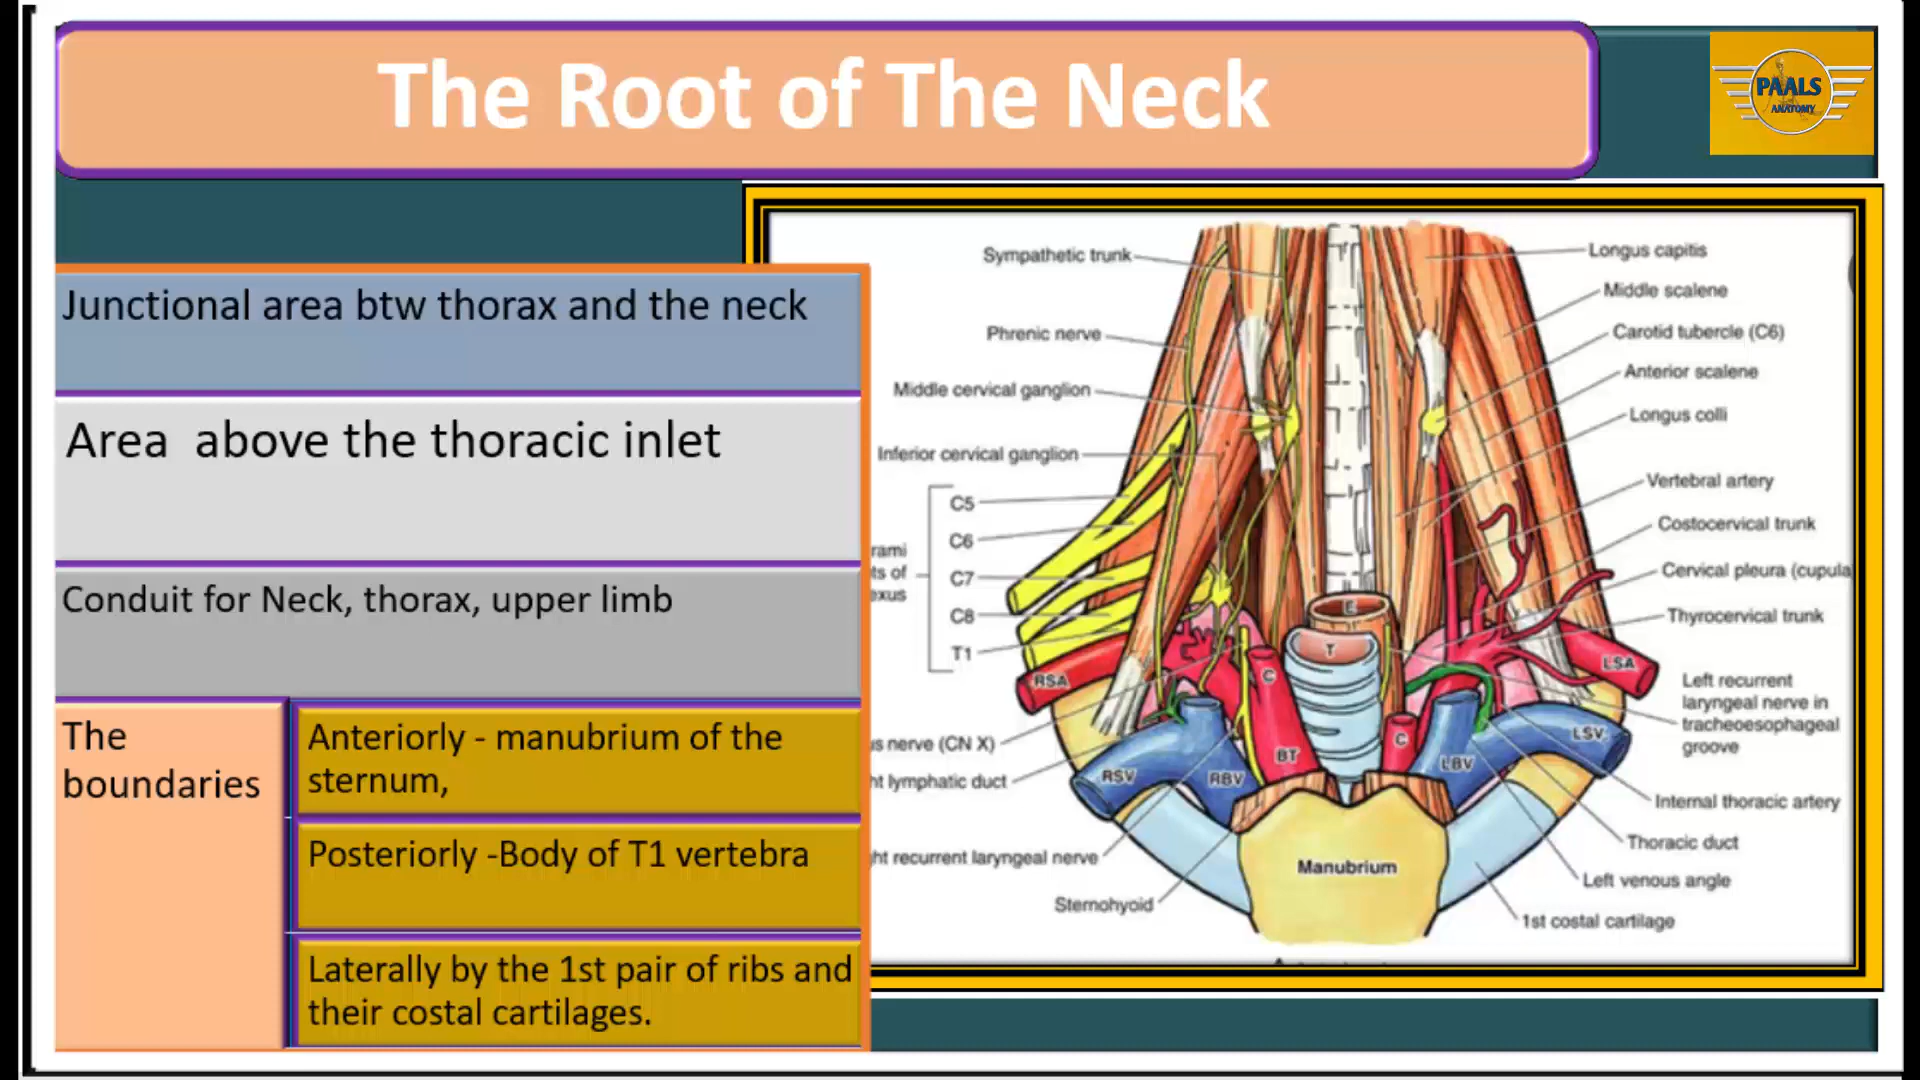 The Root of The Neck
PAALS
ANATOMY
Junctional area btw thorax and the neck
Area above the thoracic inlet
Conduit for Neck, thorax, upper limb
The
boundaries
Anteriorly - manubrium of the
sternum,
Posteriorly -Body of T1 vertebra
Laterally by the 1st pair of ribs and
their costal cartilages.
Sympathetic trunk
Phrenic nerve
Middle cervical ganglion
Inferior cervical ganglion
C5
C6
C7
C8
T1
rami
ts of
exus
us nerve (CN X)
ht lymphatic duct
ht recurrent laryngeal nerve
Sternohyoid
Longus capitis
Middle scalene
Carotid tubercle (C6)
Anterior scalene
Longus colli
Vertebral artery
Costocervical trunk
Cervical pleura (cupula
Thyrocervical trunk
Left recurrent
laryngeal nerve in
tracheoesophageal
groove
Internal thoracic artery
Thoracic duct
Left venous angle
1st costal cartilage
E
T
RSA
C
LSA
RSV
RBV
BT
C
LBV
LSV
Manubrium